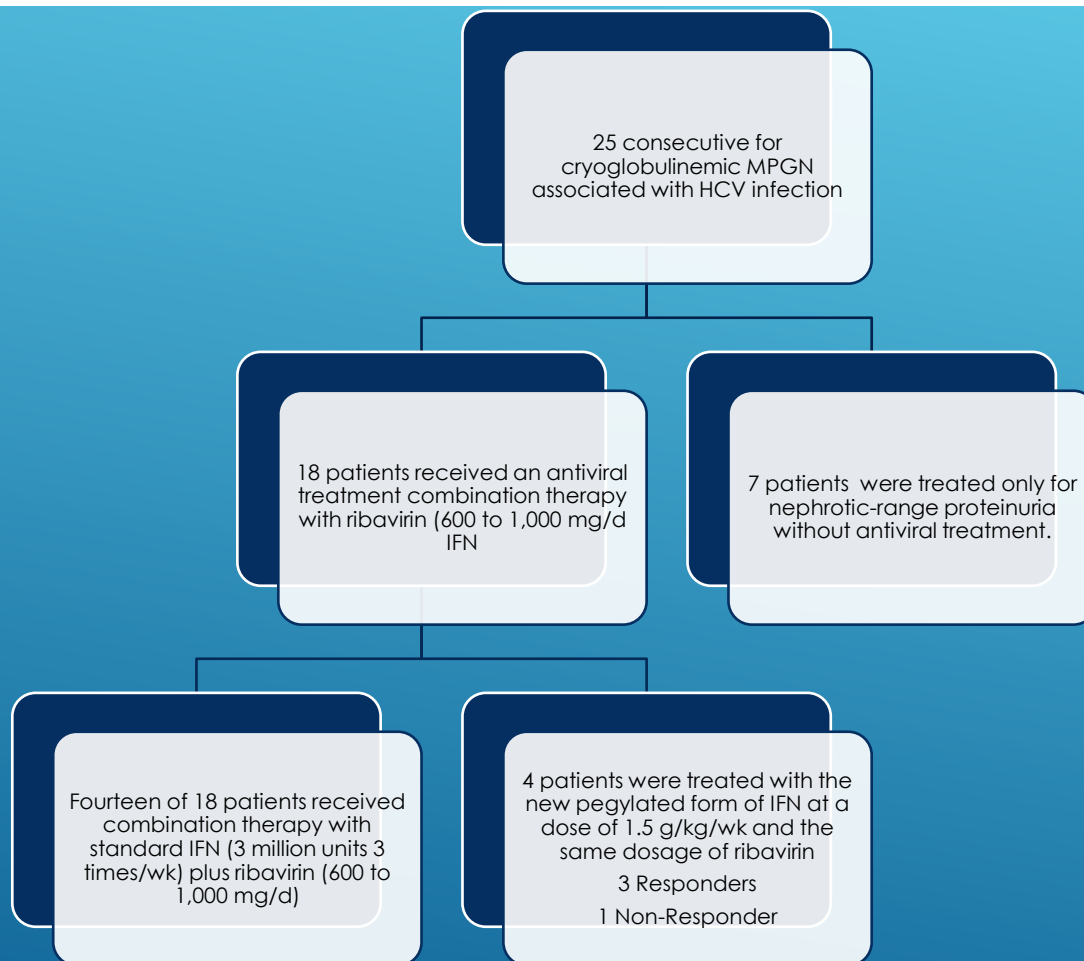 25 consecutive for
cryoglobulinemic MPGN
associated with HCV infection
18 patients received an antiviral
treatment combination therapy
with ribavirin (600 to 1,000 mg/d
IFN
7 patients were treated only for
nephrotic-range proteinuria
without antiviral treatment.
Fourteen of 18 patients received
combination therapy with
standard IFN (3 million units 3
times/wk) plus ribavirin (600 to
1,000 mg/d)
4 patients were treated with the
new pegylated form of IFN at a
dose of 1.5 g/kg/wk and the
same dosage of ribavirin
3 Responders
1 Non-Responder